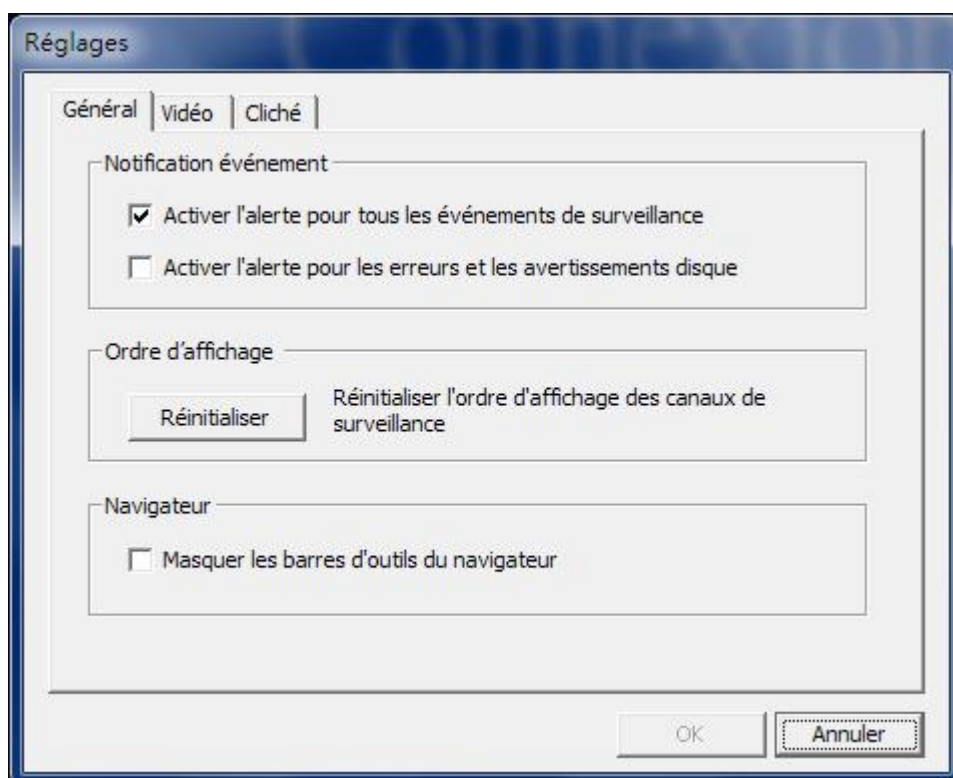 Connexion
Réglages
Général
Vidéo
Cliché
Notification événement
Activer l'alerte pour tous les événements de surveillance
Activer l'alerte pour les erreurs et les avertissements disque
Ordre d’affichage
Réinitialiser
Réinitialiser l'ordre d'affichage des canaux de
surveillance
Navigateur
Masquer les barres d'outils du navigateur
OK
Annuler